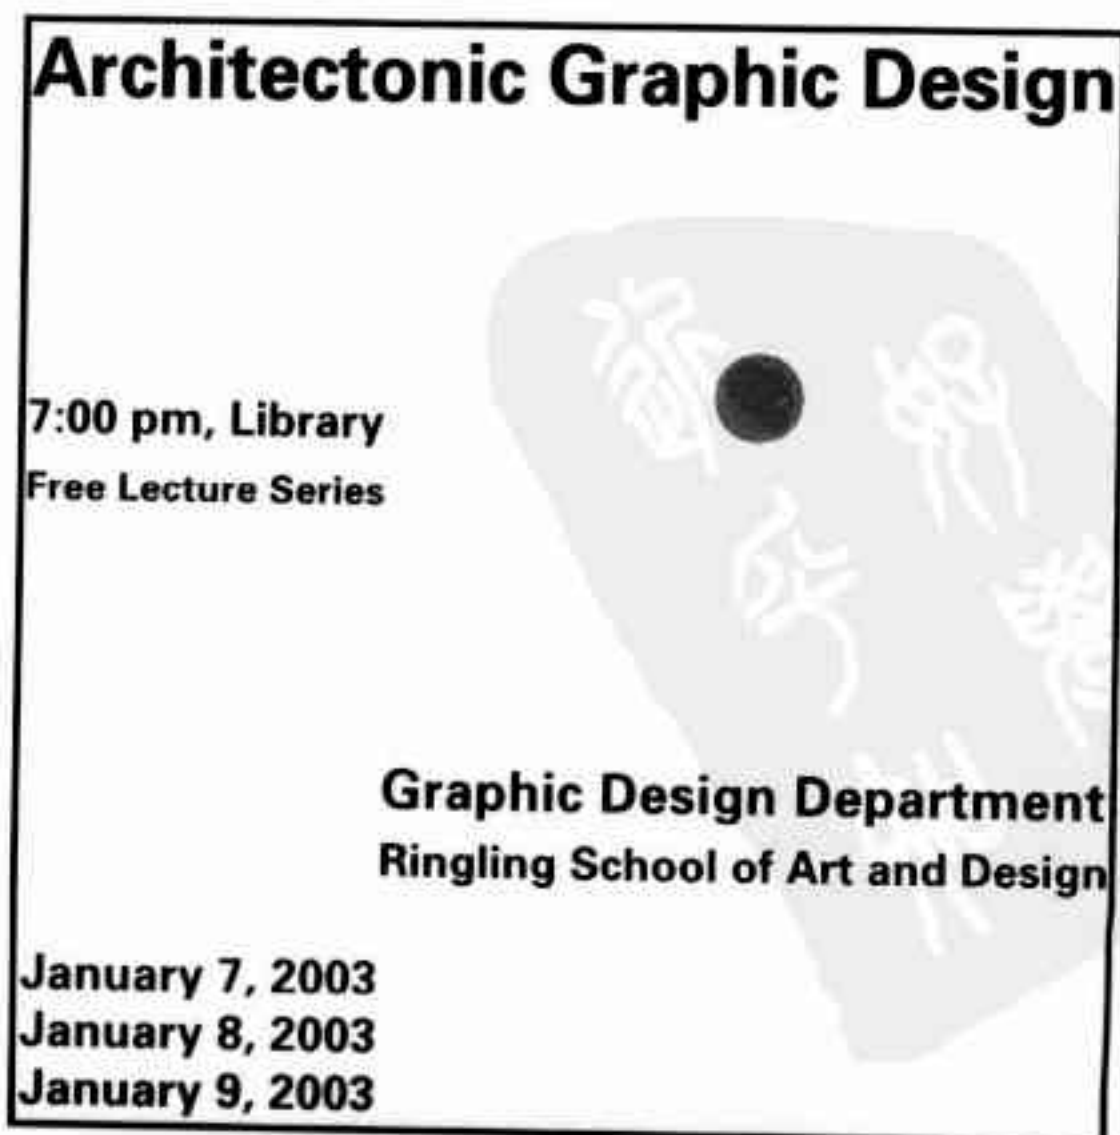 Architectonic Graphic Design
7:00 pm, Library
Free Lecture Series
Graphic Design Department
Ringling School of Art and Design
January 7, 2003
January 8, 2003
January 9, 2003